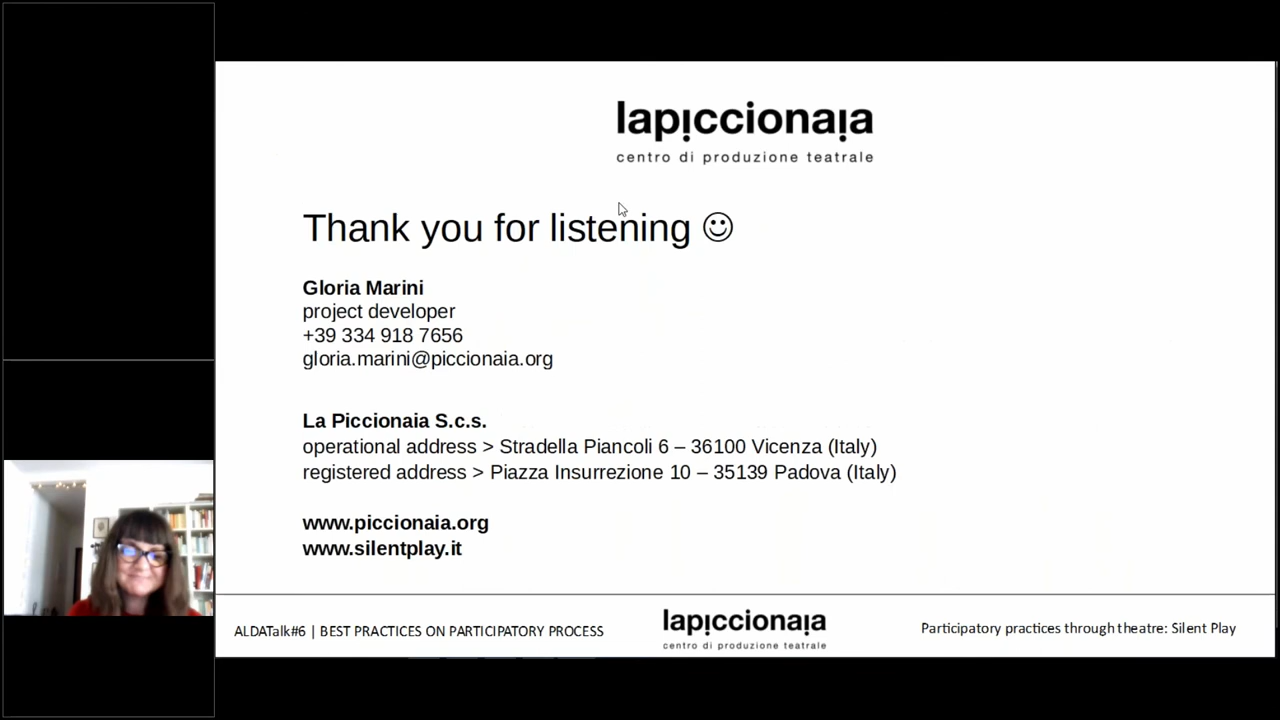 lapiccionaia
centro di produzione teatrale
Thank you for listening ☺
Gloria Marini
project developer
+39 334 918 7656
gloria.marini@piccionaia.org
La Piccionaia S.c.s.
operational address > Stradella Piancoli 6 – 36100 Vicenza (Italy)
registered address > Piazza Insurrezione 10 – 35139 Padova (Italy)
www.piccionaia.org
www.silentplay.it
ALDATalk#6 | BEST PRACTICES ON PARTICIPATORY PROCESS
lapiccionaia
centro di produzione teatrale
Participatory practices through theatre: Silent Play